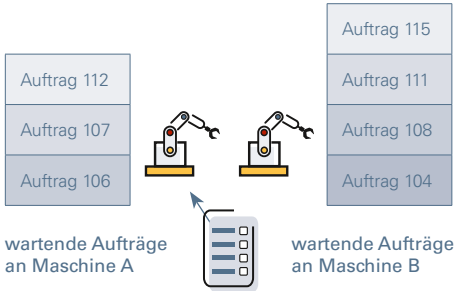 Auftrag 112
Auftrag 107
Auftrag 106
wartende Aufträge
an Maschine A
Auftrag 115
Auftrag 111
Auftrag 108
Auftrag 104
wartende Aufträge
an Maschine B